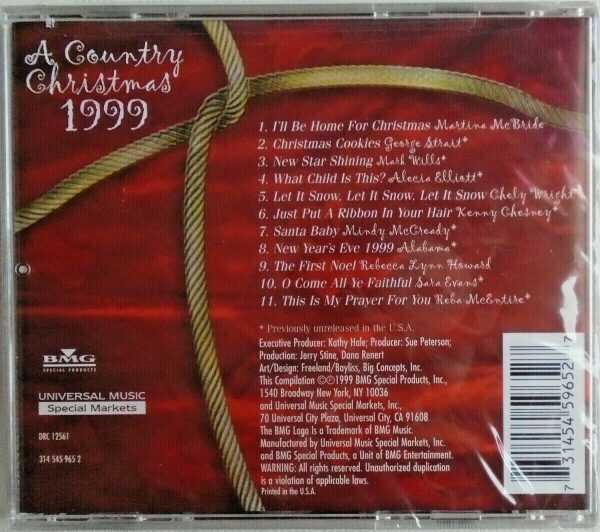 A Country
Christmas
1999
1. I'll Be Home For Christmas Martina McBride
2. Christmas Cookies George Strait*
3. New Star Shining Mark Wills*
4. What Child Is This? Alecia Elliott*
5. Let It Snow, Let It Snow, Let It Snow Chely Wright
6. Just Put A Ribbon In Your Hair Kenny Chesney*
7. Santa Baby Mindy McCready*
8. New Year's Eve 1999 Alabama*
9. The First Noel Rebecca Lynn Howard
10. O Come All Ye Faithful Sara Evans*
11. This Is My Prayer For You Reba McEntire*
* Previously unreleased in the U.S.A.
Executive Producer: Kathy Hale; Producer: Sue Peterson;
Production: Jerry Stine, Dana Renert
Art/Design: Freeland/Bayliss, Big Concepts, Inc.
This Compilation ©℗1999 BMG Special Products, Inc.,
1540 Broadway New York, NY 10036
and Universal Music Special Markets, Inc.,
70 Universal City Plaza, Universal City, CA 91608
The BMG Logo is a Trademark of BMG Music.
Manufactured by Universal Music Special Markets, Inc.
and BMG Special Products, a Unit of BMG Entertainment.
WARNING: All rights reserved. Unauthorized duplication
is a violation of applicable laws.
Printed in the U.S.A.
BMG
SPECIAL PRODUCTS
UNIVERSAL MUSIC
Special Markets
DRC 12561
314 545 965 2
7 31454 59652 7